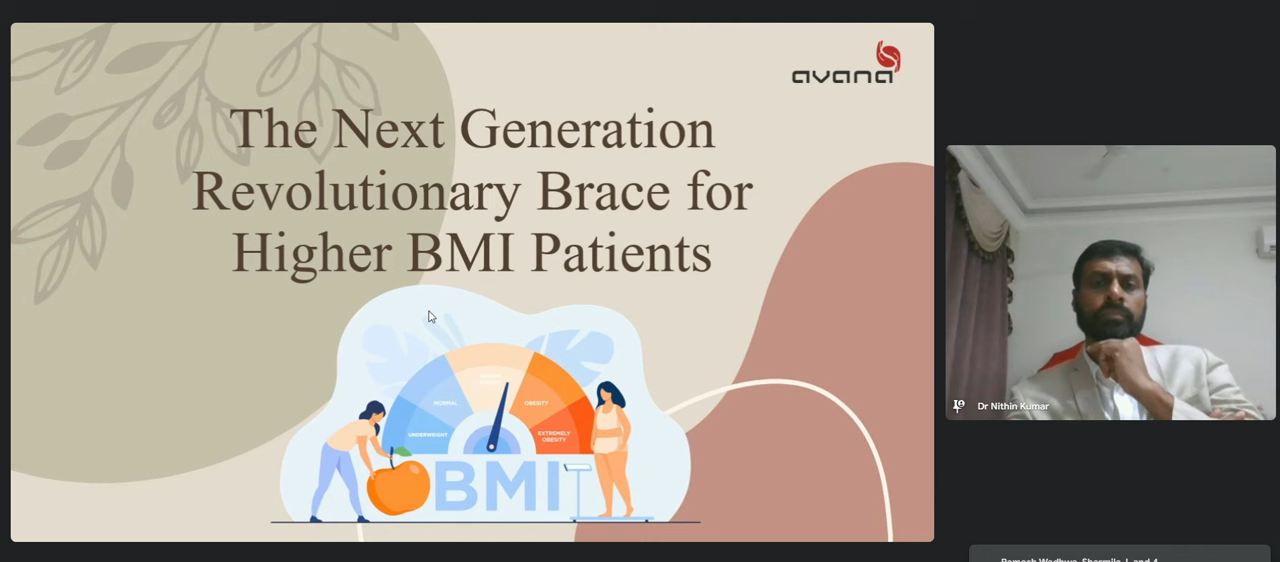 avana
The Next Generation
Revolutionary Brace for
Higher BMI Patients
NORMAL
OBESITY
UNDERWEIGHT
EXTREMELY
OBESITY
BMI
Dr Nithin Kumar